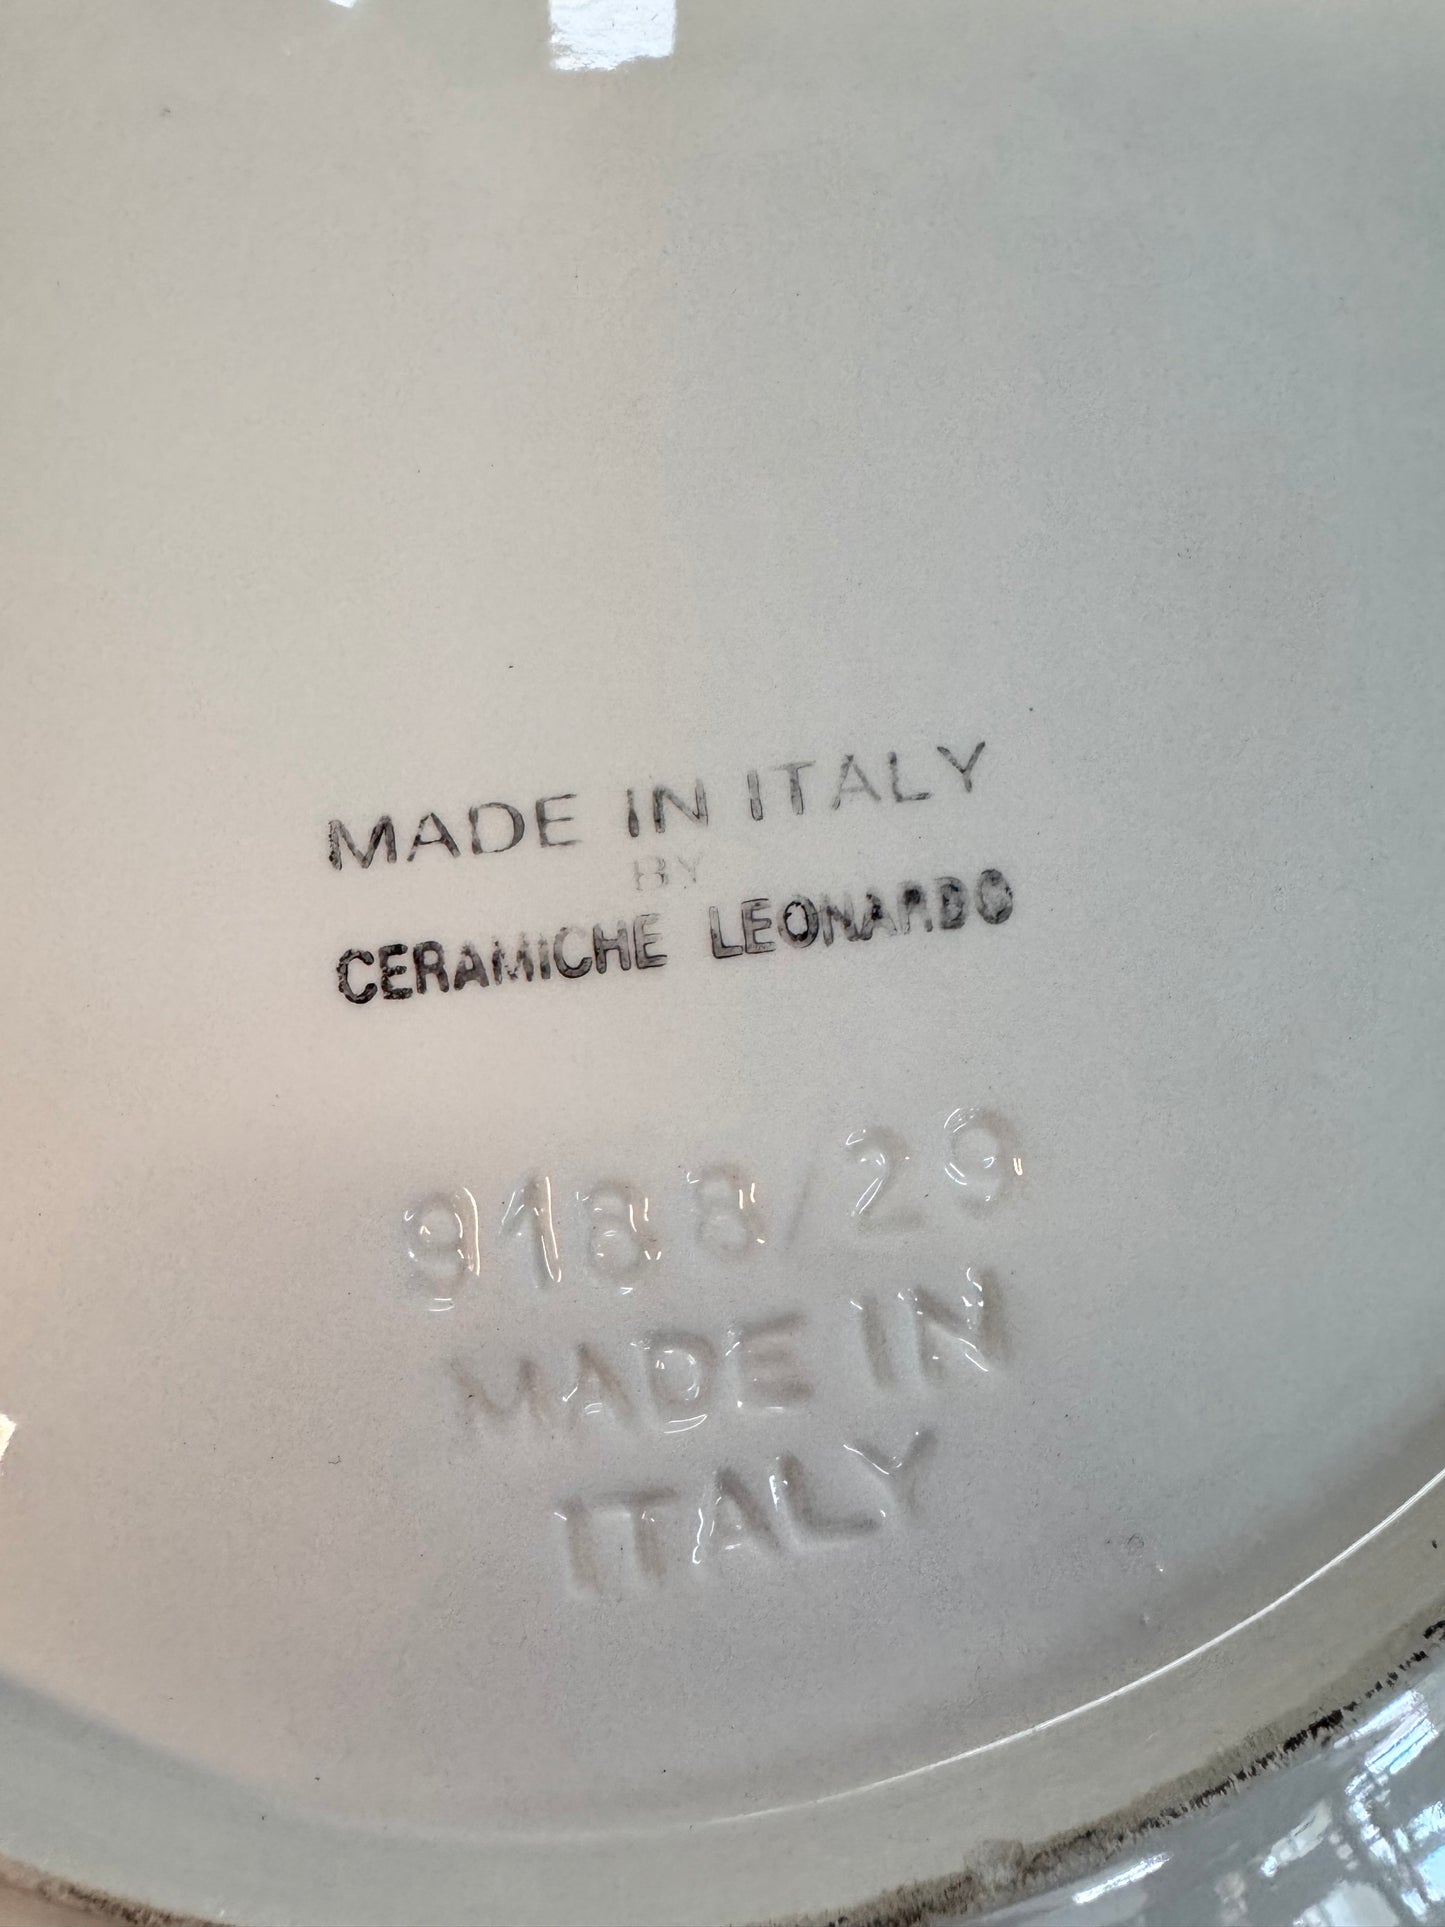 MADE IN ITALY
BY
CERAMICHE LEONARDO
9188/29
MADE IN
ITALY